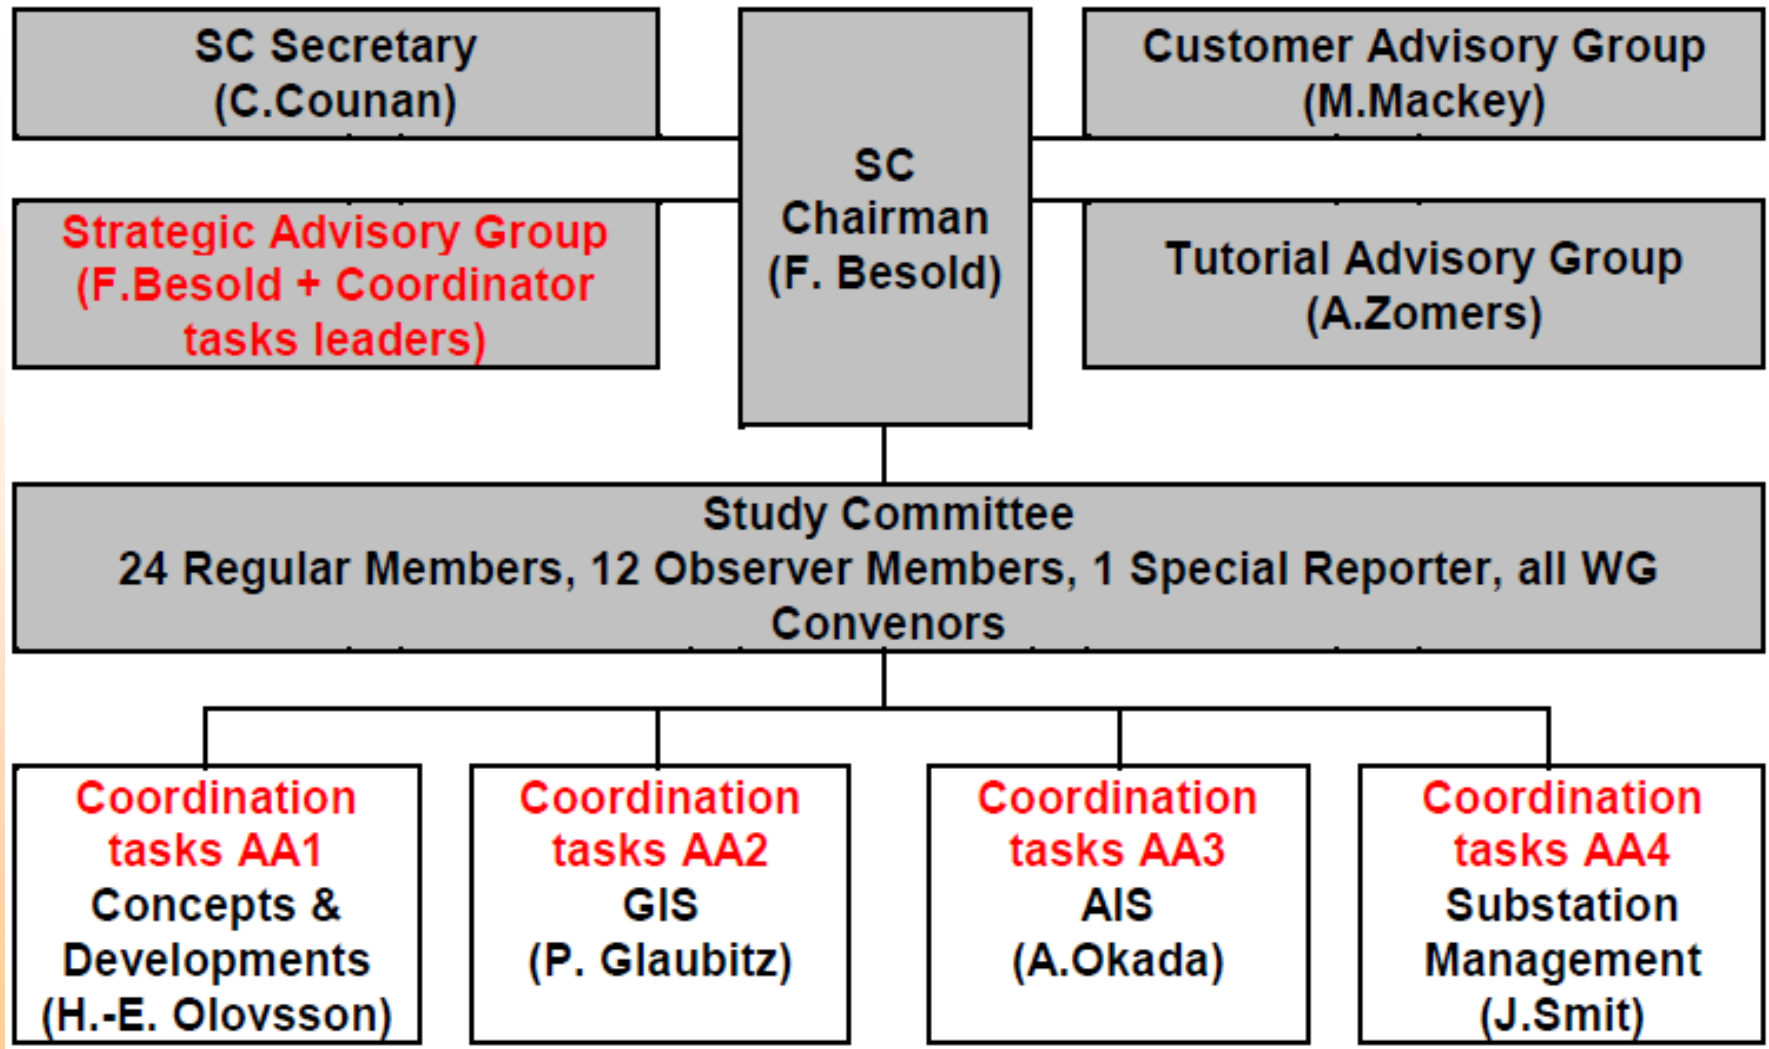 SC Secretary
(C.Counan)
Customer Advisory Group
(M.Mackey)
SC
Chairman
(F. Besold)
Strategic Advisory Group
(F.Besold + Coordinator
tasks leaders)
Tutorial Advisory Group
(A.Zomers)
Study Committee
24 Regular Members, 12 Observer Members, 1 Special Reporter, all WG
Convenors
Coordination
tasks AA1
Concepts &
Developments
(H.-E. Olovsson)
Coordination
tasks AA2
GIS
(P. Glaubitz)
Coordination
tasks AA3
AIS
(A.Okada)
Coordination
tasks AA4
Substation
Management
(J.Smit)